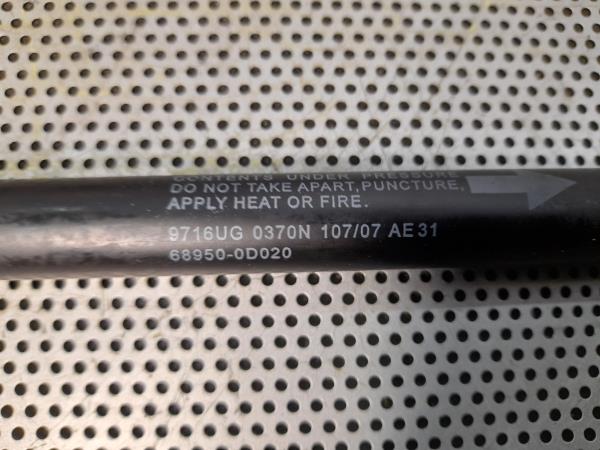 CONTENTS UNDER PRESSURE
DO NOT TAKE APART, PUNCTURE,
APPLY HEAT OR FIRE.
9716UG 0370N 107/07 AE31
68950-0D020